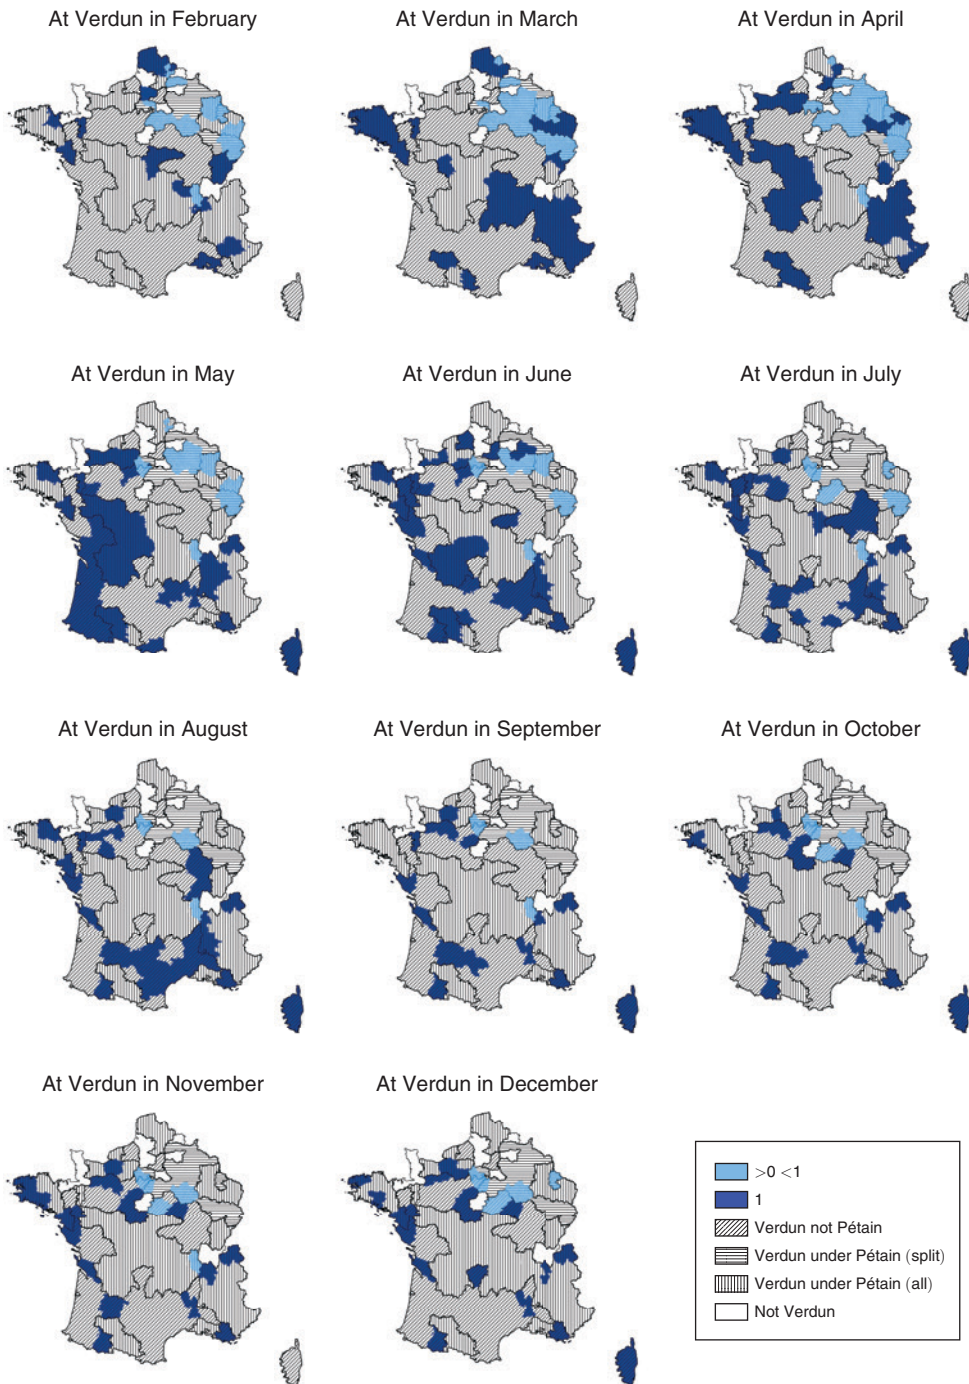 At Verdun in February
At Verdun in March
At Verdun in April
At Verdun in May
At Verdun in June
At Verdun in July
At Verdun in August
At Verdun in September
At Verdun in October
At Verdun in November
At Verdun in December
>0 <1
1
Verdun not Pétain
Verdun under Pétain (split)
Verdun under Pétain (all)
Not Verdun